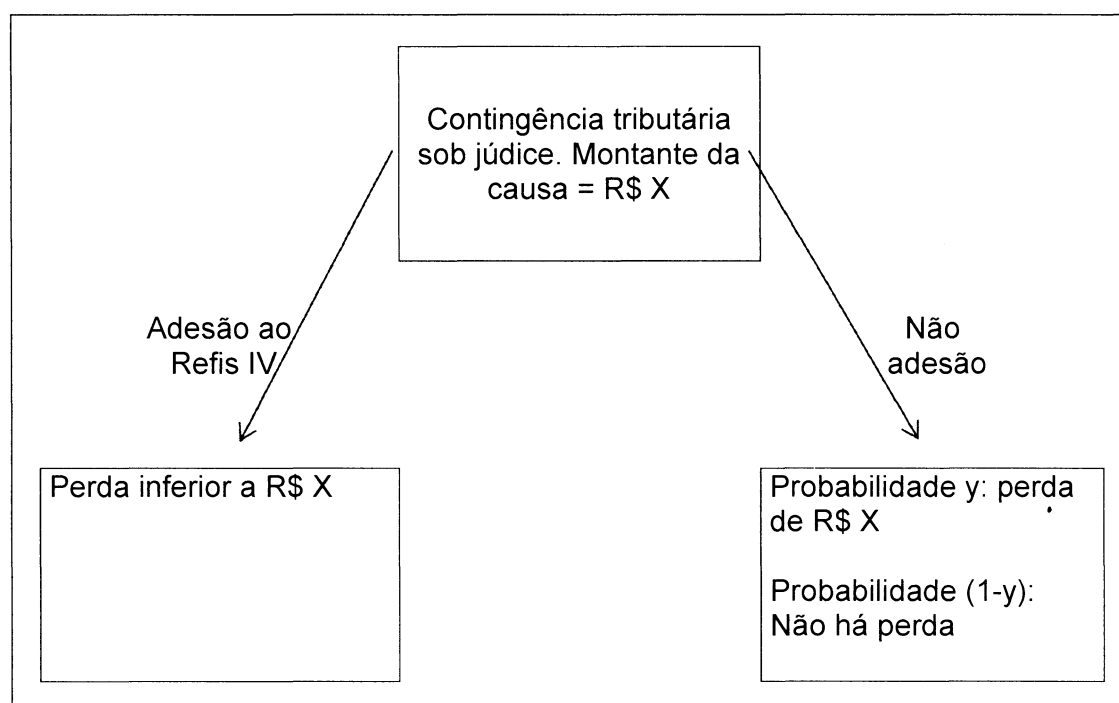 Contingência tributária
sob júdice. Montante da
causa = R$ X
Adesão ao
Refis IV
Não
adesão
Perda inferior a R$ X
Probabilidade y: perda
de R$ X
Probabilidade (1-y):
Não há perda